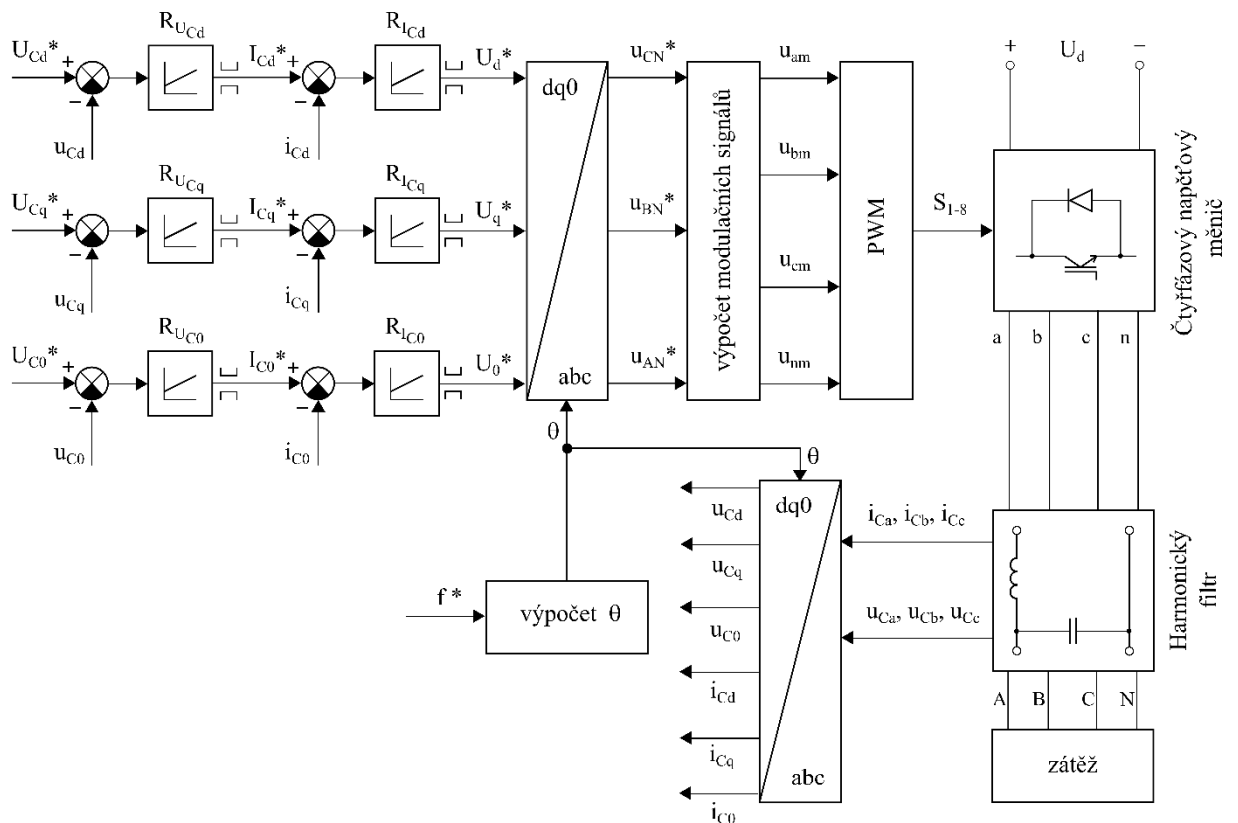 R_UCd
R_ICd
U_Cd* + −
I_Cd* + −
U_d*
u_Cd
i_Cd
R_UCq
R_ICq
U_Cq* + −
I_Cq* + −
U_q*
u_Cq
i_Cq
R_UC0
R_IC0
U_C0* + −
I_C0* + −
U_0*
u_C0
i_C0
dq0
abc
θ
u_CN*
u_BN*
u_AN*
výpočet modulačních signálů
u_am
u_bm
u_cm
u_nm
PWM
S_1-8
+ U_d −
Čtyřfázový napěťový
měnič
a b c n
θ
dq0
abc
u_Cd
u_Cq
u_C0
i_Cd
i_Cq
i_C0
f*
výpočet θ
i_Ca, i_Cb, i_Cc
u_Ca, u_Cb, u_Cc
Harmonický
filtr
A B C N
zátěž